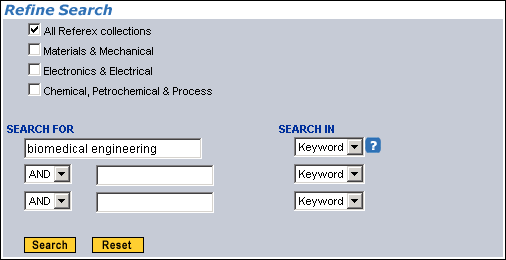 Refine Search
All Referex collections
Materials & Mechanical
Electronics & Electrical
Chemical, Petrochemical & Process
SEARCH FOR SEARCH IN
biomedical engineering Keyword ?
AND Keyword
AND Keyword
Search Reset